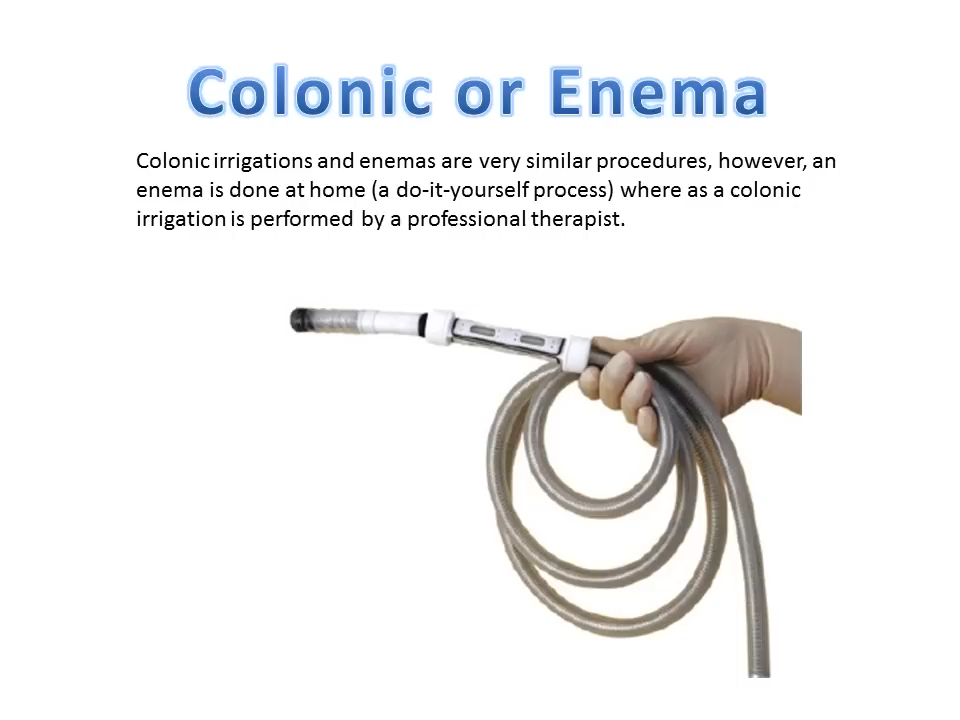 Colonic or Enema
Colonic irrigations and enemas are very similar procedures, however, an
enema is done at home (a do-it-yourself process) where as a colonic
irrigation is performed by a professional therapist.